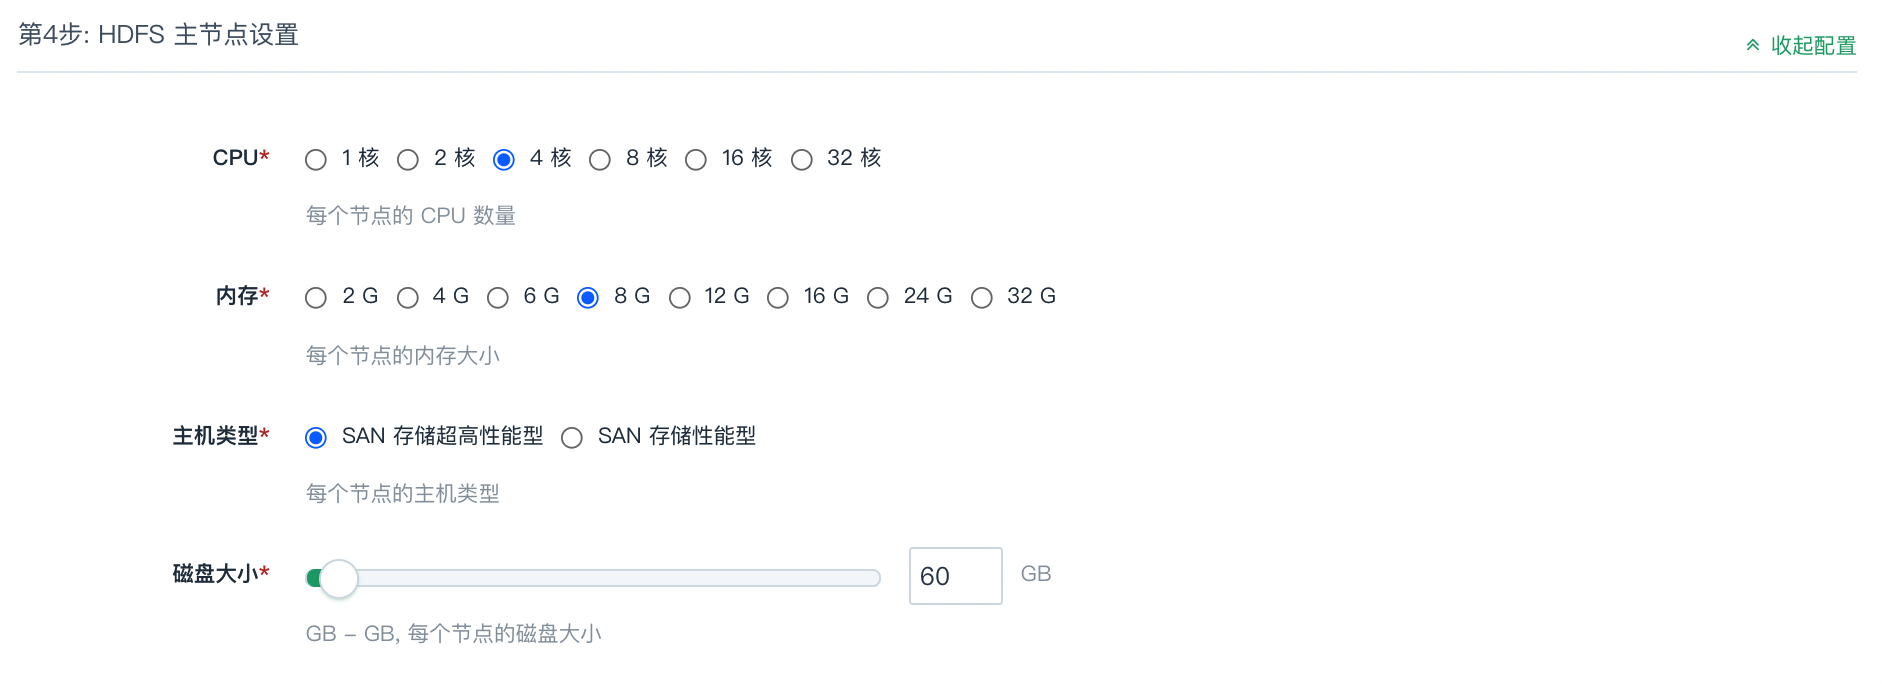 第4步: HDFS 主节点设置
收起配置
CPU* 1 核 2 核 4 核 8 核 16 核 32 核
每个节点的 CPU 数量
内存* 2 G 4 G 6 G 8 G 12 G 16 G 24 G 32 G
每个节点的内存大小
主机类型* SAN 存储超高性能型 SAN 存储性能型
每个节点的主机类型
磁盘大小* 60 GB
GB – GB, 每个节点的磁盘大小